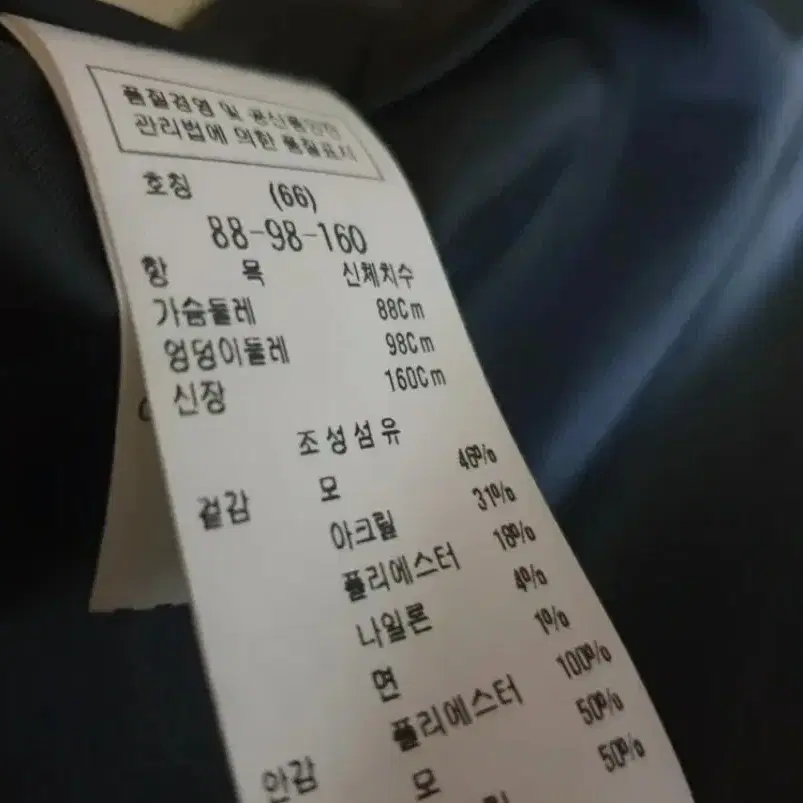 품질경영 및 공산품안전
관리법에 의한 품질표시
호칭 (66)
88-98-160
항 목 신체치수
가슴둘레 88Cm
엉덩이둘레 98Cm
신장 160Cm
조성섬유
겉감 모 46%
아크릴 31%
폴리에스터 18%
나일론 4%
면 1%
안감 폴리에스터 100%
모 50%
아크릴 50%